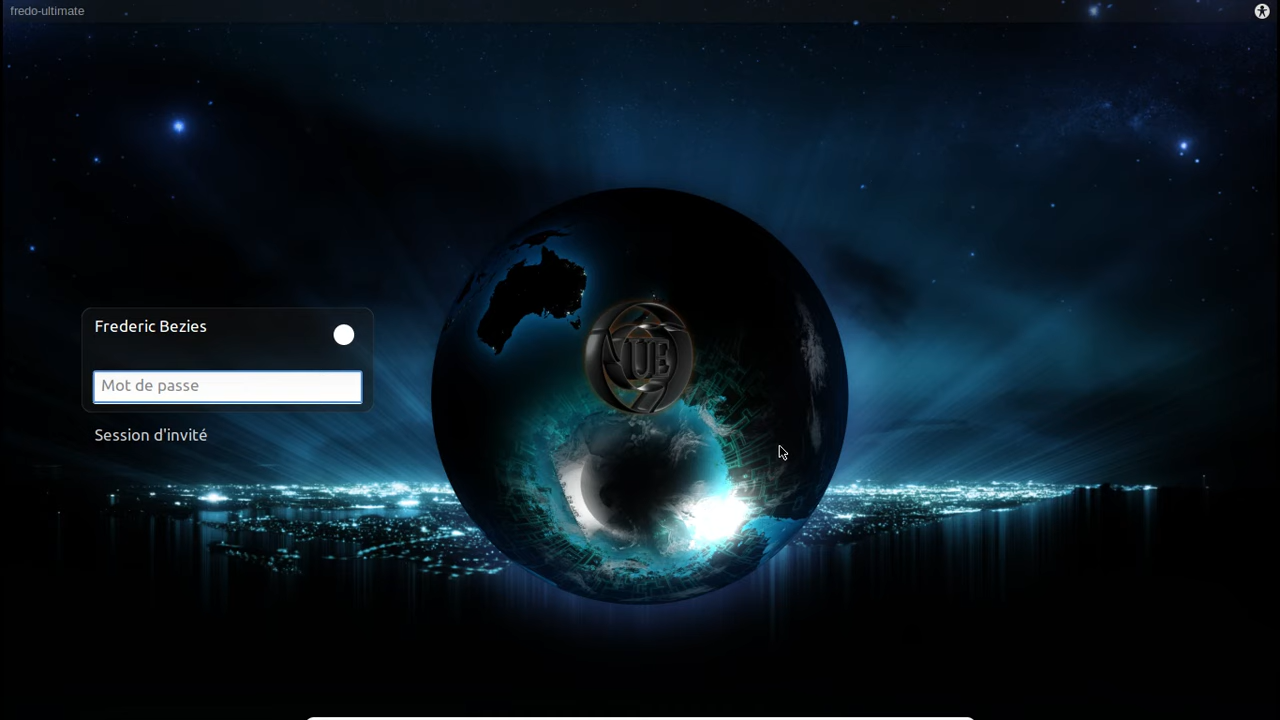 fredo-ultimate
Frederic Bezies
Mot de passe
Session d'invité
UE